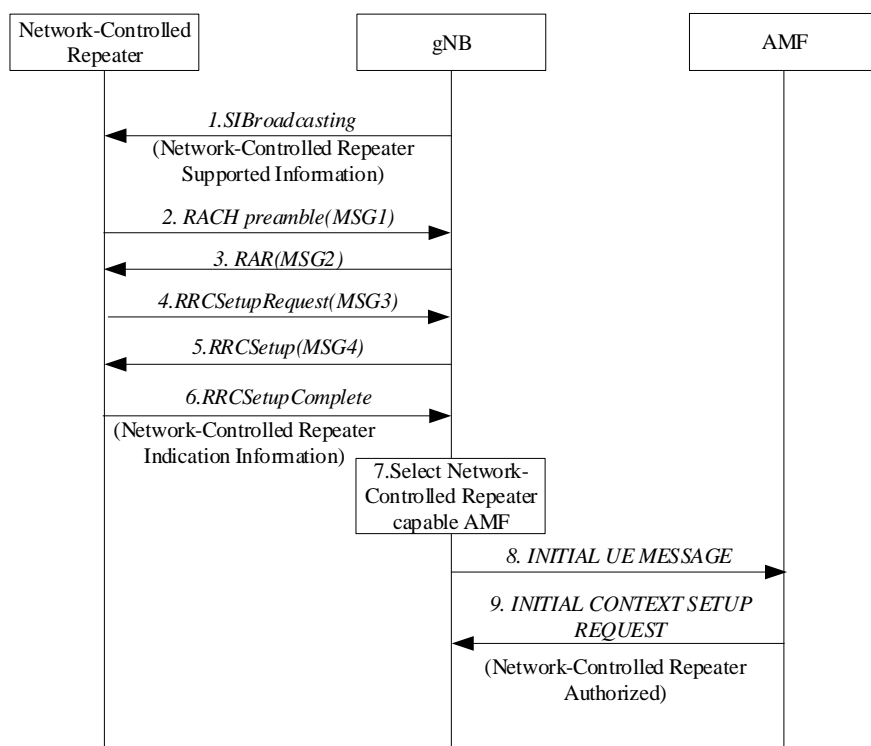 Network-Controlled
Repeater
gNB
AMF
1.SIBroadcasting
(Network-Controlled Repeater
Supported Information)
2. RACH preamble(MSG1)
3. RAR(MSG2)
4.RRCSetupRequest(MSG3)
5.RRCSetup(MSG4)
6.RRCSetupComplete
(Network-Controlled Repeater
Indication Information)
7.Select Network-
Controlled Repeater
capable AMF
8. INITIAL UE MESSAGE
9. INITIAL CONTEXT SETUP
REQUEST
(Network-Controlled Repeater
Authorized)